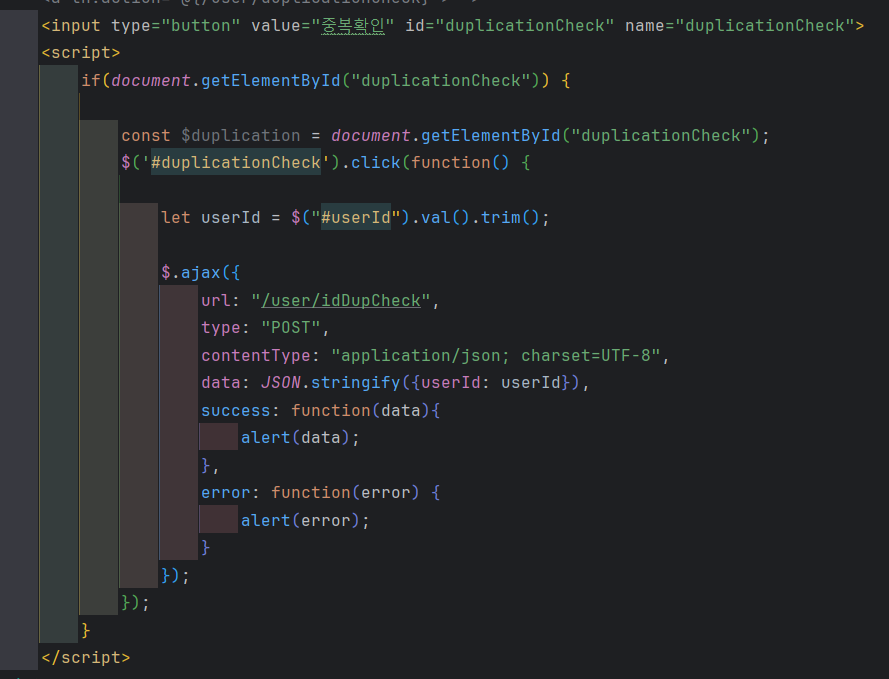 <input type="button" value="중복확인" id="duplicationCheck" name="duplicationCheck">
<script>
if(document.getElementById("duplicationCheck")) {
const $duplication = document.getElementById("duplicationCheck");
$('#duplicationCheck').click(function() {
let userId = $("#userId").val().trim();
$.ajax({
url: "/user/idDupCheck",
type: "POST",
contentType: "application/json; charset=UTF-8",
data: JSON.stringify({userId: userId}),
success: function(data){
alert(data);
},
error: function(error) {
alert(error);
}
});
});
}
</script>